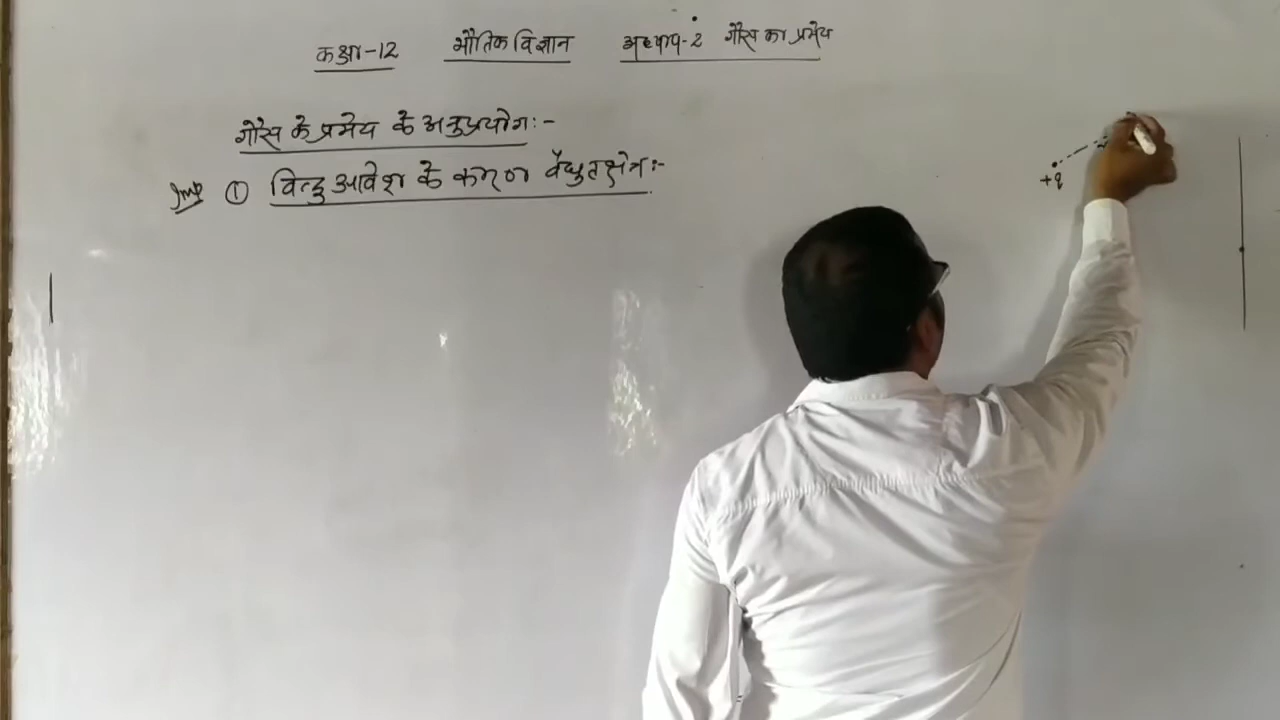 कक्षा-12 भौतिक विज्ञान अध्याय-2 गौस का प्रमेय
गौस के प्रमेय के अनुप्रयोग:-
Imp ① बिन्दु आवेश के कारण वैद्युत क्षेत्र:-
+q